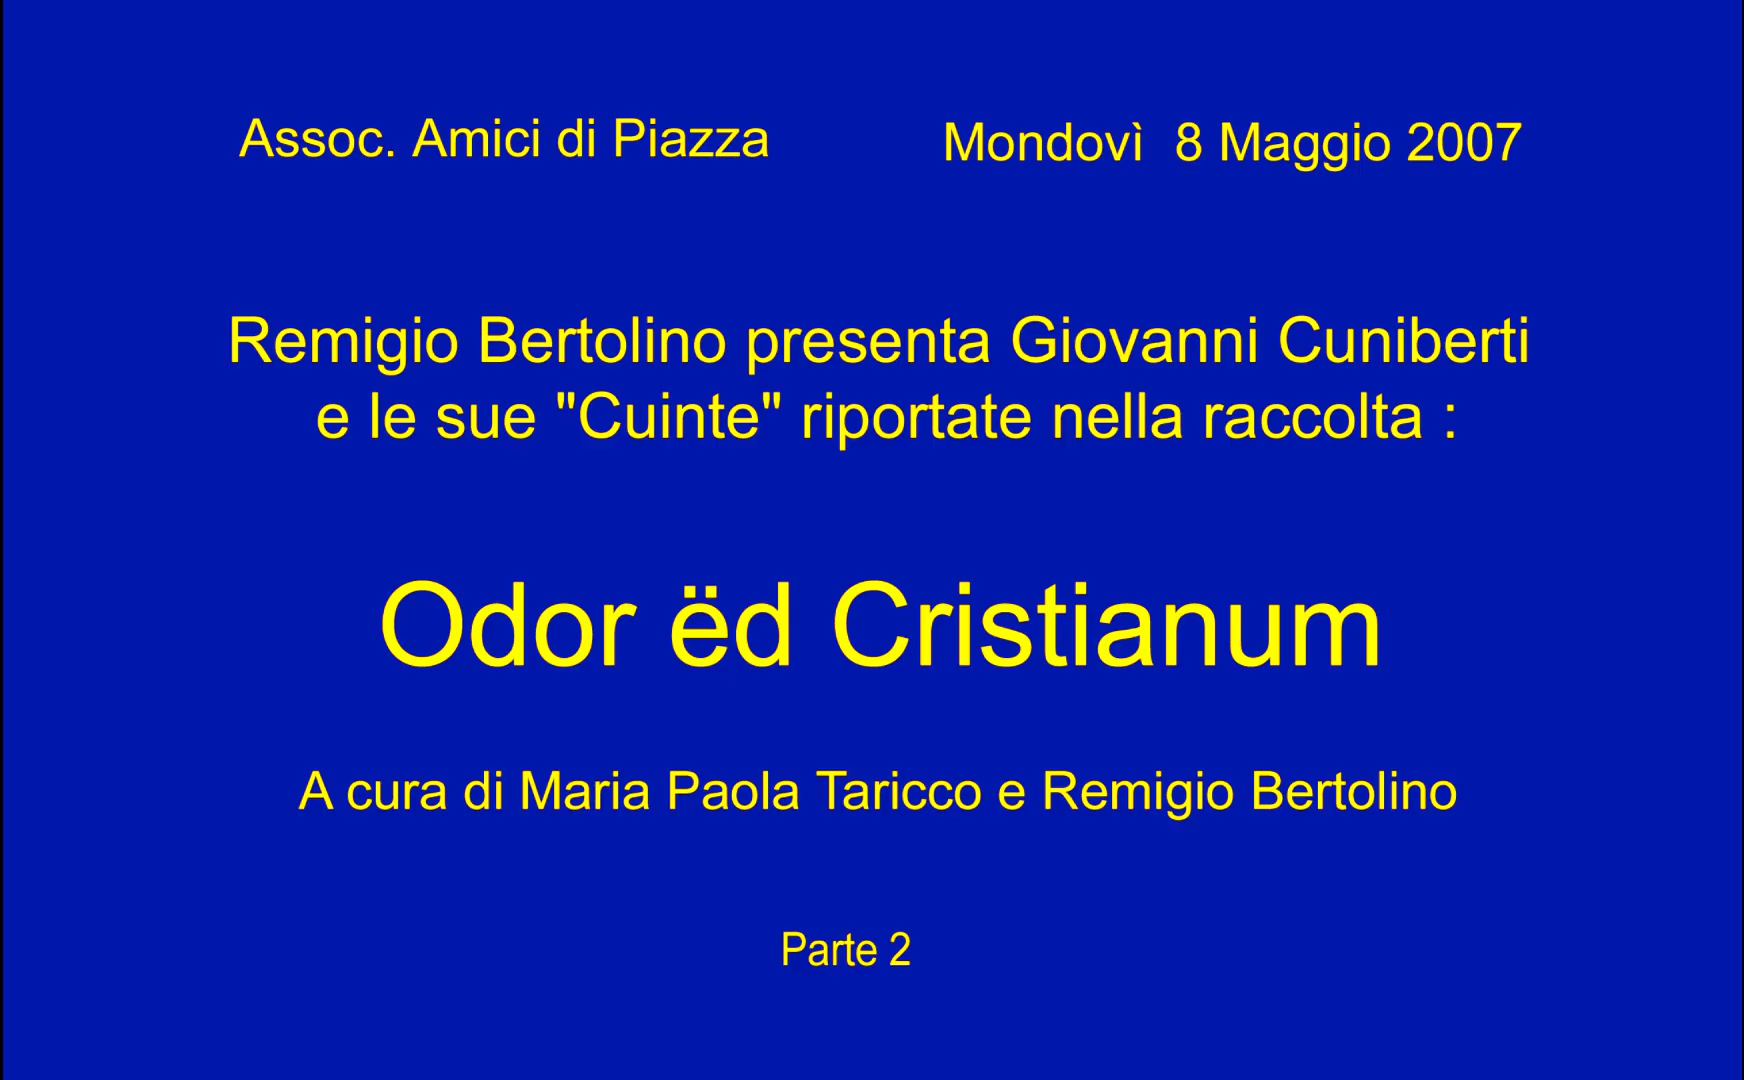 Assoc. Amici di Piazza Mondovì 8 Maggio 2007
Remigio Bertolino presenta Giovanni Cuniberti
e le sue "Cuinte" riportate nella raccolta :
Odor ëd Cristianum
A cura di Maria Paola Taricco e Remigio Bertolino
Parte 2